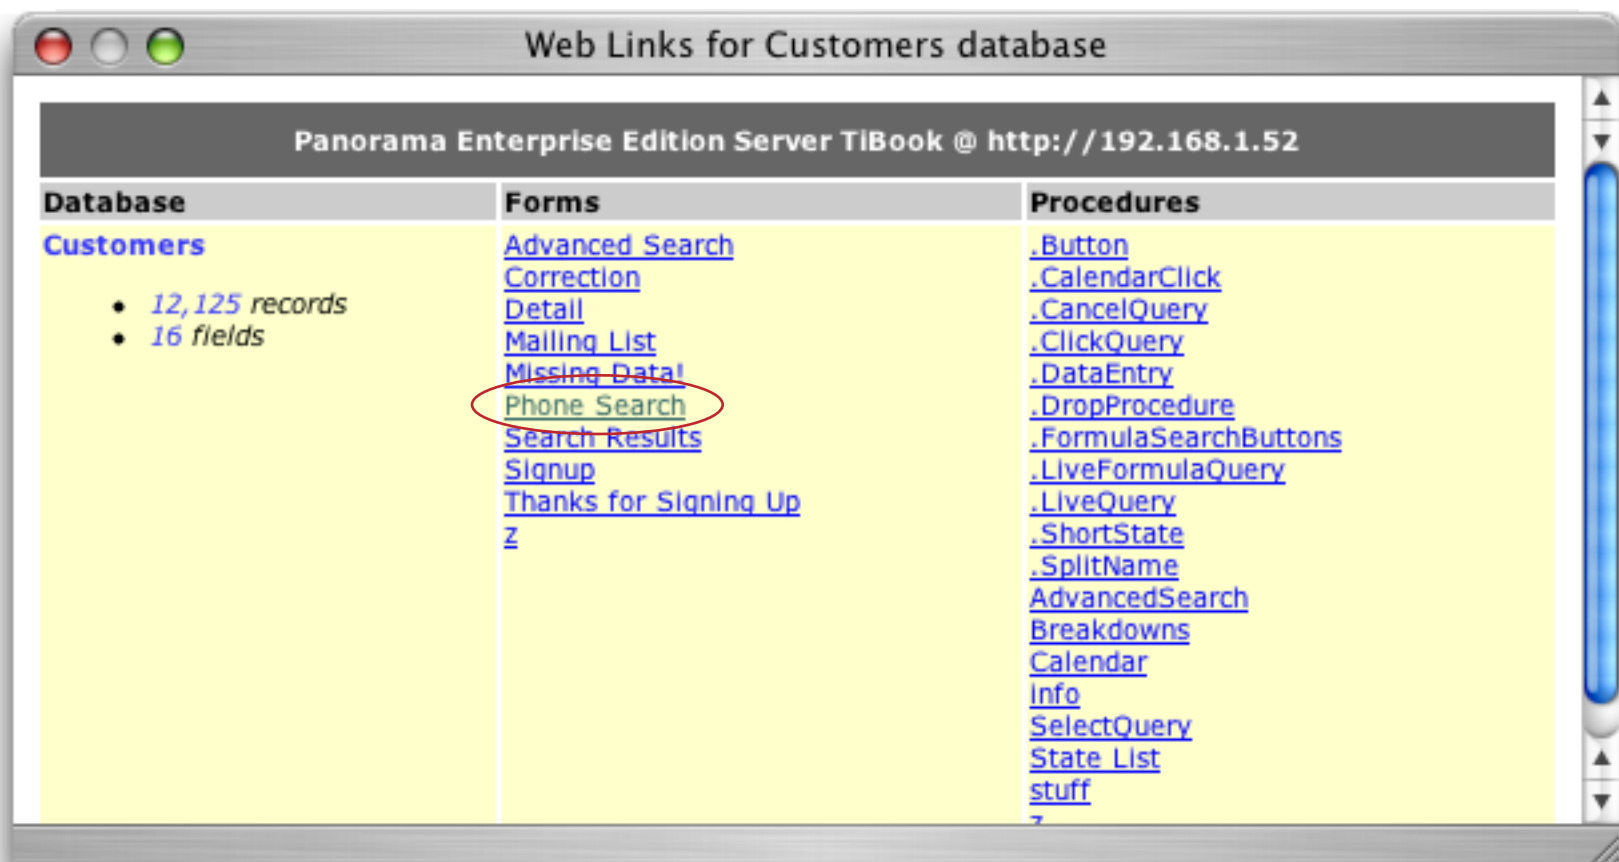 Web Links for Customers database
Panorama Enterprise Edition Server TiBook @ http://192.168.1.52
Database
Forms
Procedures
Customers
• 12,125 records
• 16 fields
Advanced Search
Correction
Detail
Mailing List
Missing Data!
Phone Search
Search Results
Signup
Thanks for Signing Up
z
.Button
.CalendarClick
.CancelQuery
.ClickQuery
.DataEntry
.DropProcedure
.FormulaSearchButtons
.LiveFormulaQuery
.LiveQuery
.ShortState
.SplitName
AdvancedSearch
Breakdowns
Calendar
info
SelectQuery
State List
stuff